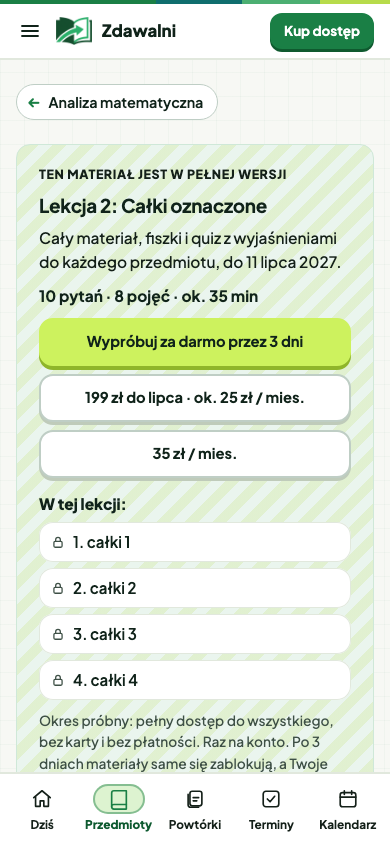 Zdawalni
Kup dostęp
← Analiza matematyczna
TEN MATERIAŁ JEST W PEŁNEJ WERSJI
Lekcja 2: Całki oznaczone
Cały materiał, fiszki i quiz z wyjaśnieniami
do każdego przedmiotu, do 11 lipca 2027.
10 pytań · 8 pojęć · ok. 35 min
Wypróbuj za darmo przez 3 dni
199 zł do lipca · ok. 25 zł / mies.
35 zł / mies.
W tej lekcji:
1. całki 1
2. całki 2
3. całki 3
4. całki 4
Okres próbny: pełny dostęp do wszystkiego,
bez karty i bez płatności. Raz na konto. Po 3
dniach materiały same się zablokują, a Twoje
Dziś
Przedmioty
Powtórki
Terminy
Kalendarz